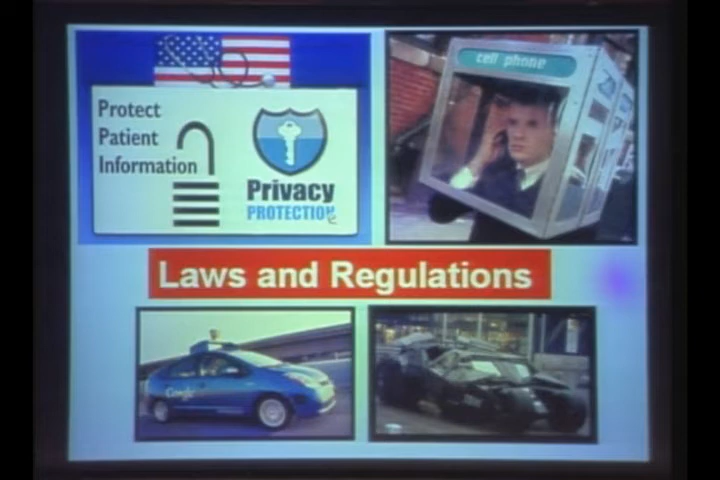 Protect
Patient
Information
Privacy
PROTECTION
cell phone
Laws and Regulations
Google